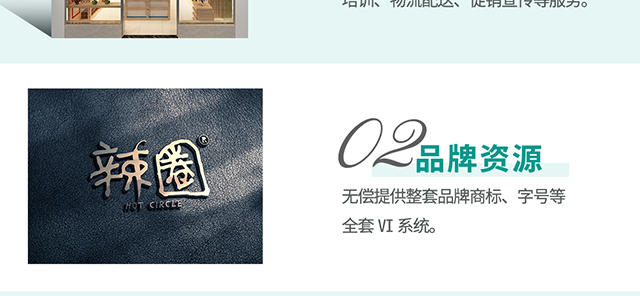 培训、物流配送、促销宣传等服务。
辣圈®
HOT CIRCLE
02 品牌资源
无偿提供整套品牌商标、字号等
全套 VI 系统。